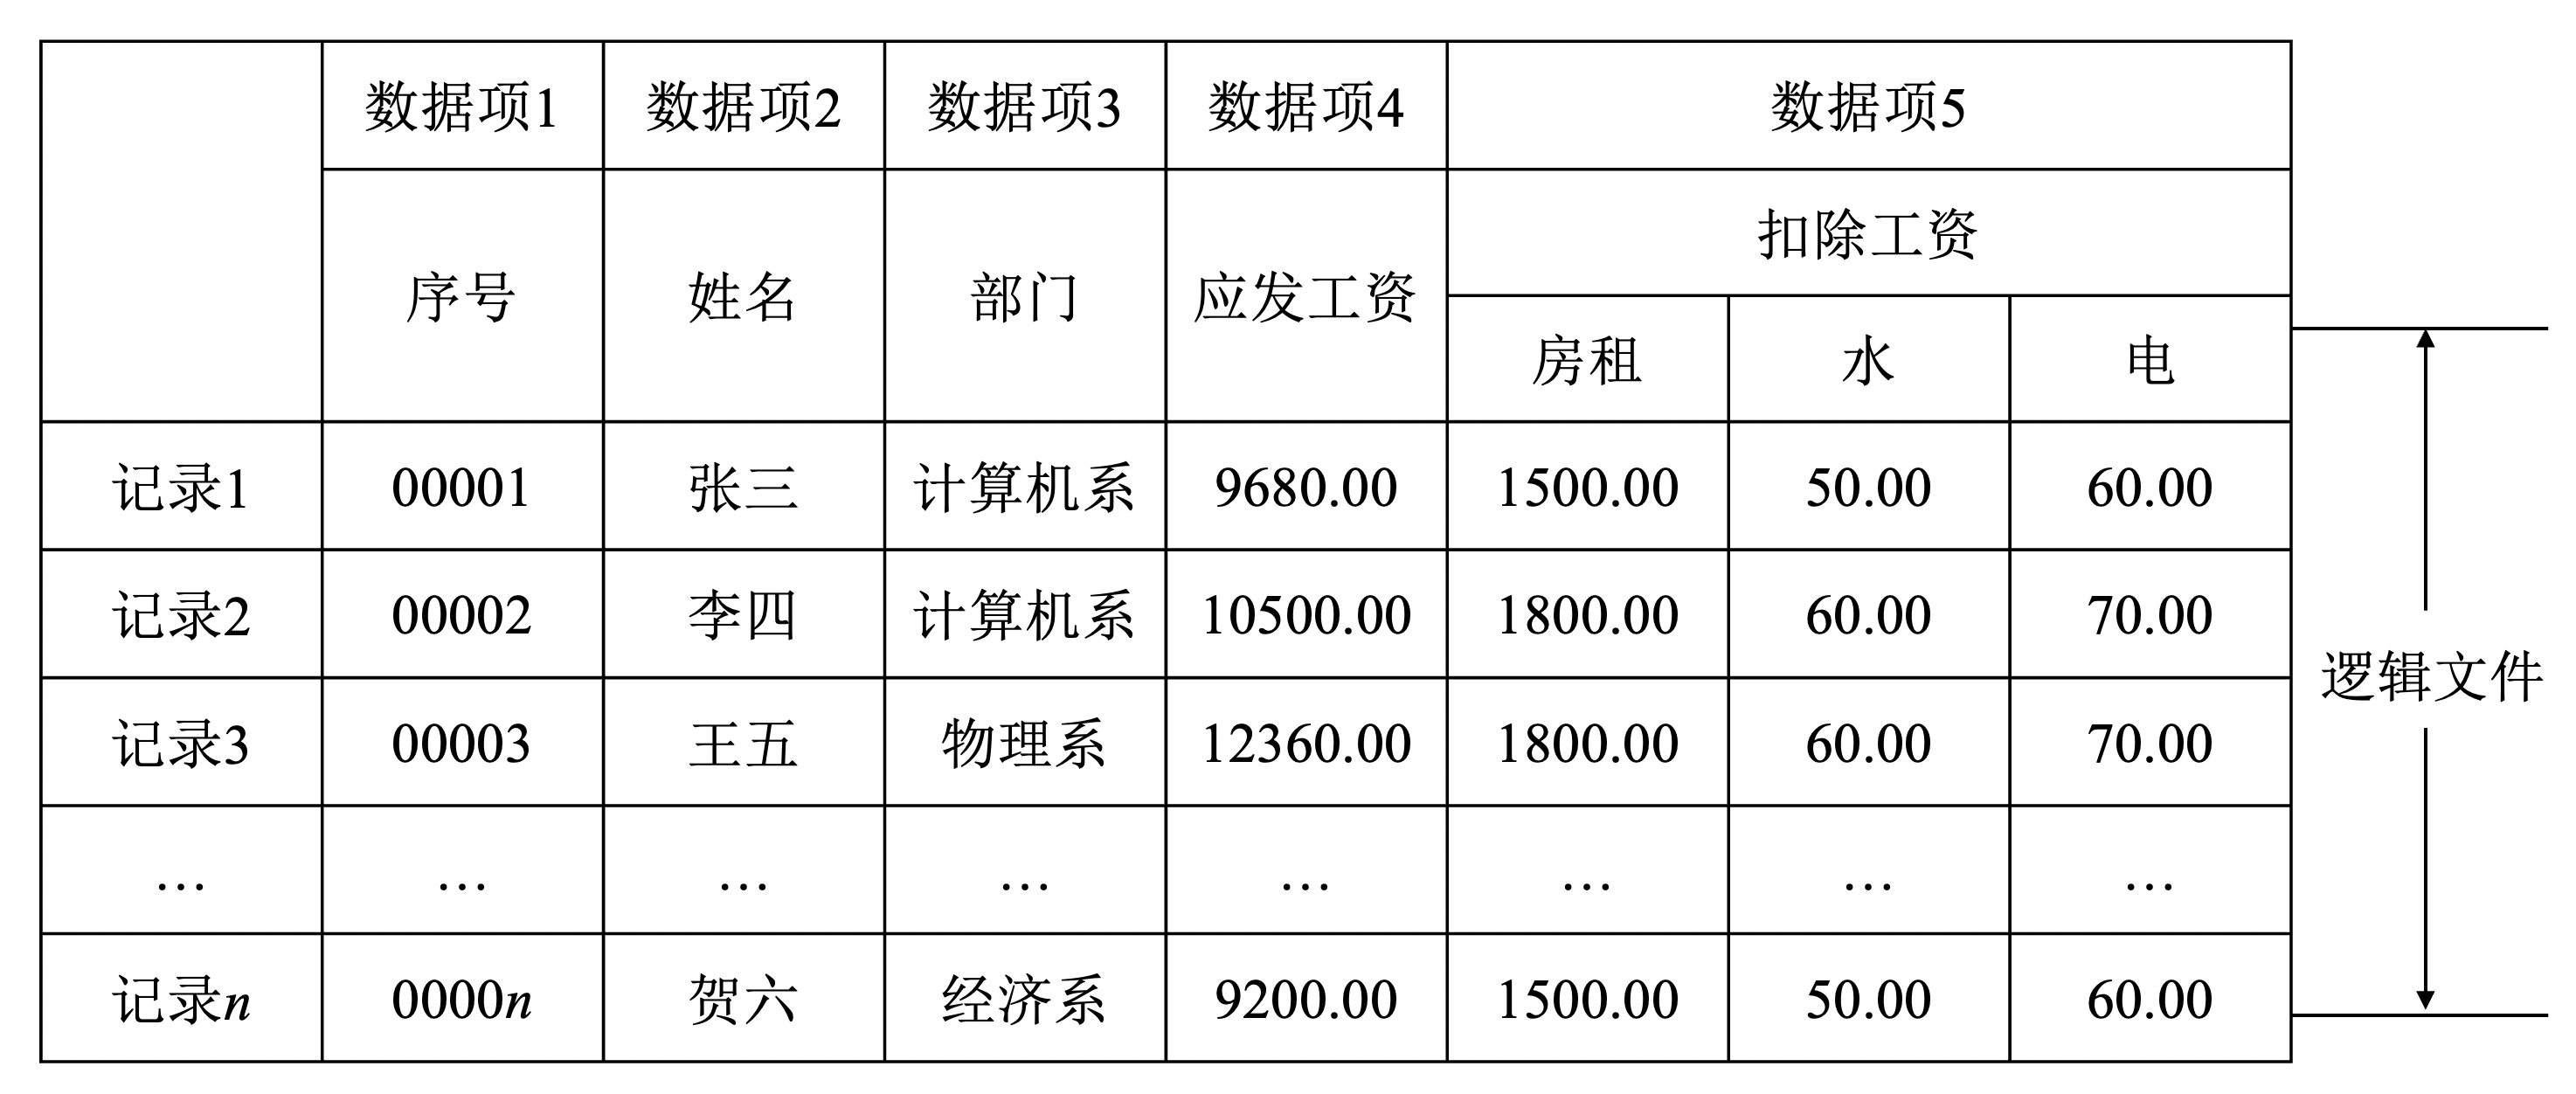 数据项1 数据项2 数据项3 数据项4 数据项5
序号 姓名 部门 应发工资 扣除工资
房租 水 电
记录1 00001 张三 计算机系 9680.00 1500.00 50.00 60.00
记录2 00002 李四 计算机系 10500.00 1800.00 60.00 70.00
记录3 00003 王五 物理系 12360.00 1800.00 60.00 70.00
… … … … … … … …
记录n 0000n 贺六 经济系 9200.00 1500.00 50.00 60.00
逻辑文件